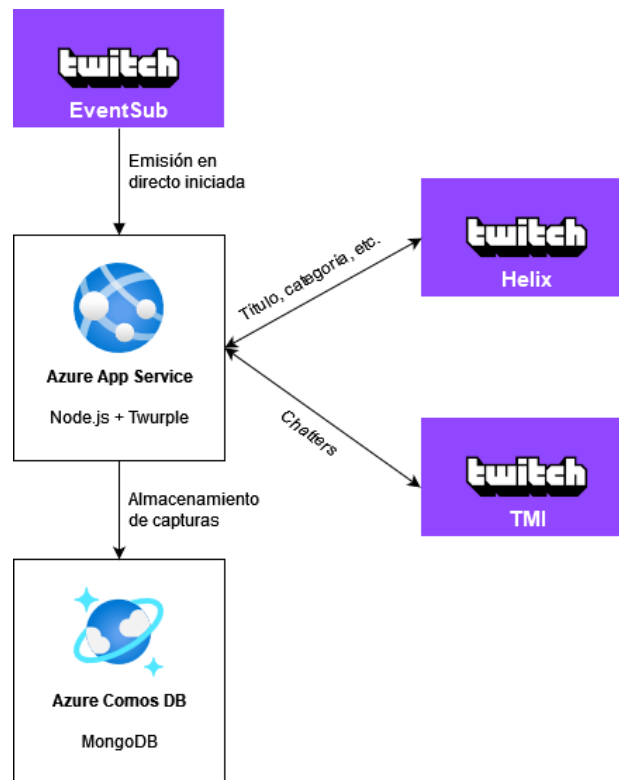 twitch
EventSub
Emisión en
directo iniciada
twitch
Helix
Título, categoría, etc.
Azure App Service
Node.js + Twurple
Chatters
twitch
TMI
Almacenamiento
de capturas
Azure Comos DB
MongoDB